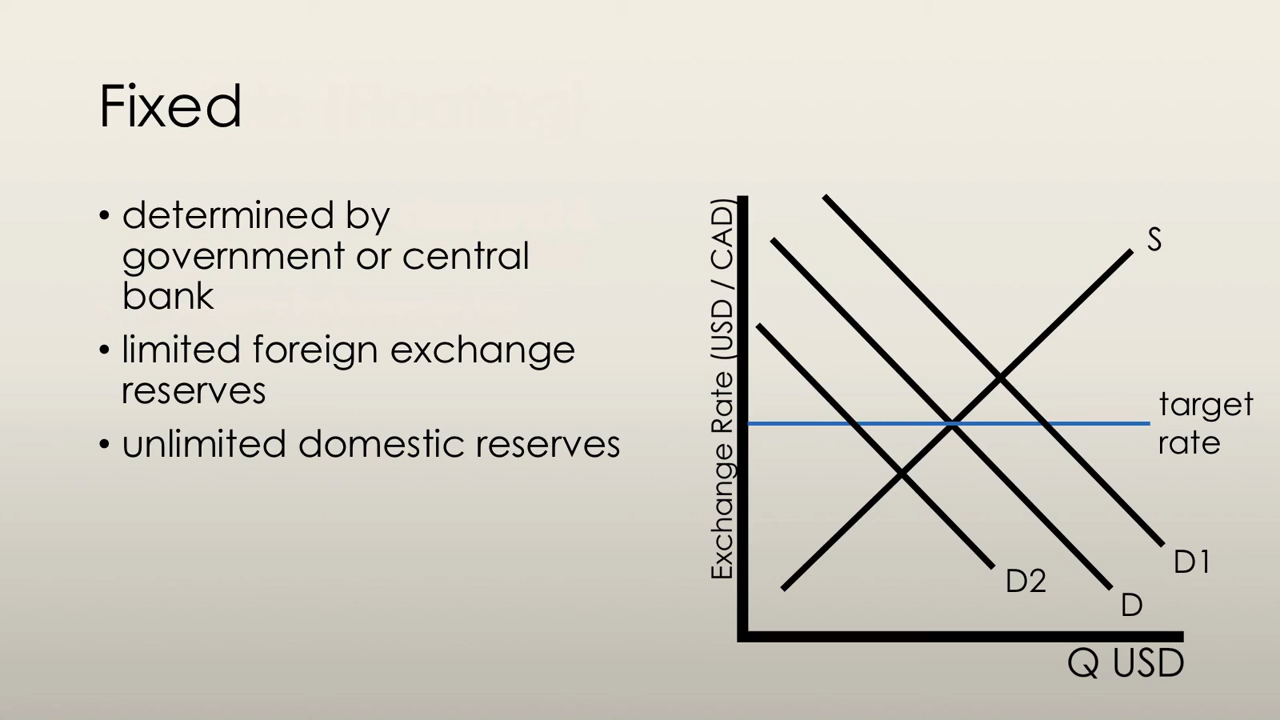 Fixed
• determined by
government or central
bank
• limited foreign exchange
reserves
• unlimited domestic reserves
Exchange Rate (USD / CAD)
S
target
rate
D1
D2
D
Q USD